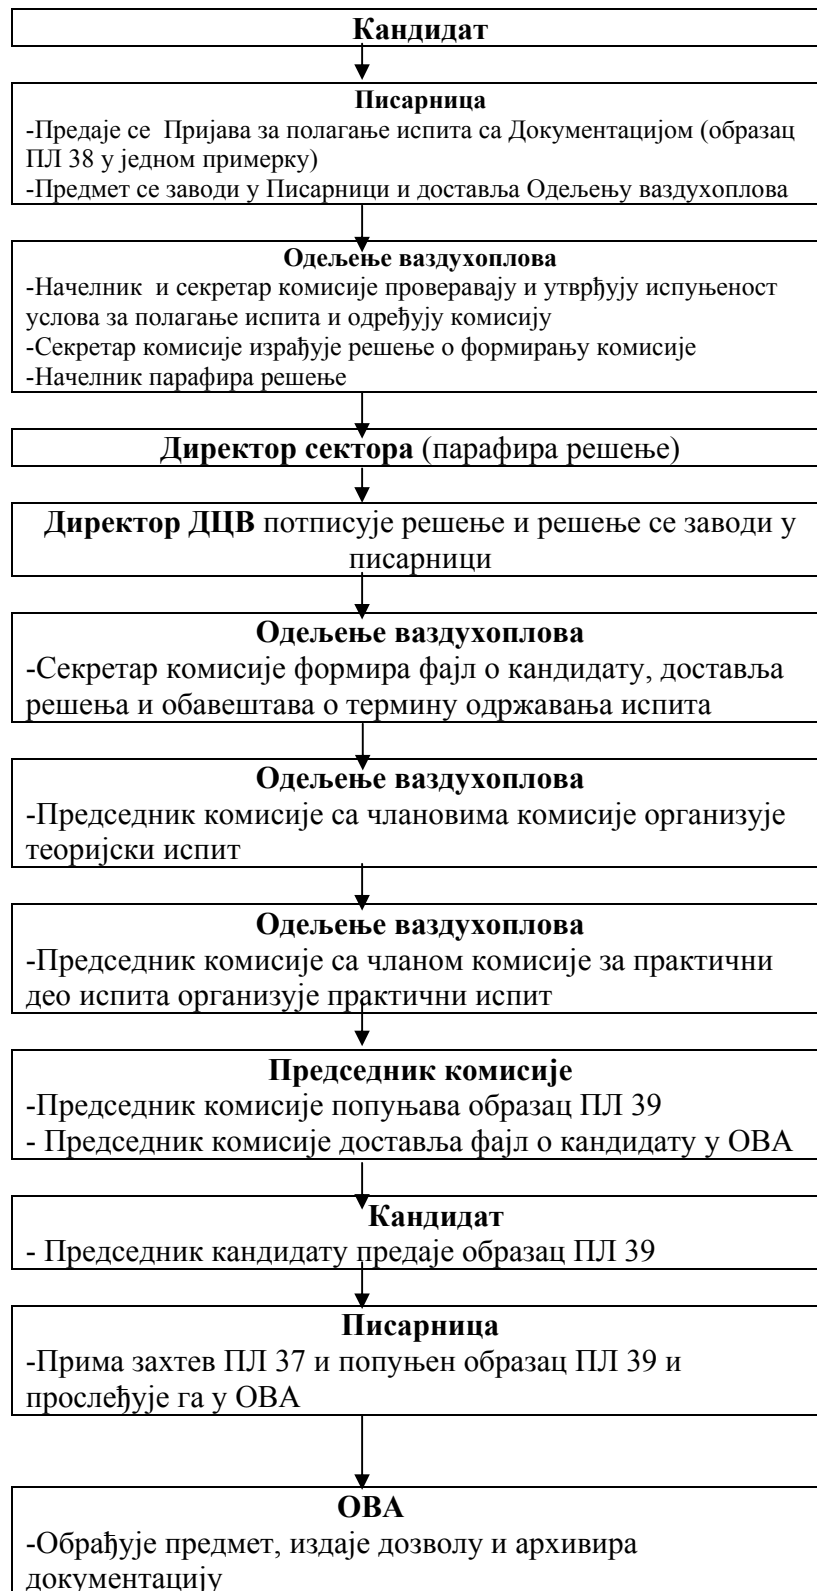 Кандидат
Писарница
-Предаје се Пријава за полагање испита са Документацијом (образац
ПЛ 38 у једном примерку)
-Предмет се заводи у Писарници и доставља Одељењу ваздухоплова
Одељење ваздухоплова
-Начелник и секретар комисије проверавају и утврђују испуњеност
услова за полагање испита и одређују комисију
-Секретар комисије израђује решење о формирању комисије
-Начелник парафира решење
Директор сектора (парафира решење)
Директор ДЦВ потписује решење и решење се заводи у
писарници
Одељење ваздухоплова
-Секретар комисије формира фајл о кандидату, доставља
решења и обавештава о термину одржавања испита
Одељење ваздухоплова
-Председник комисије са члановима комисије организује
теоријски испит
Одељење ваздухоплова
-Председник комисије са чланом комисије за практични
део испита организује практични испит
Председник комисије
-Председник комисије попуњава образац ПЛ 39
- Председник комисије доставља фајл о кандидату у ОВА
Кандидат
- Председник кандидату предаје образац ПЛ 39
Писарница
-Прима захтев ПЛ 37 и попуњен образац ПЛ 39 и
прослеђује га у ОВА
ОВА
-Обрађује предмет, издаје дозволу и архивира
документацију